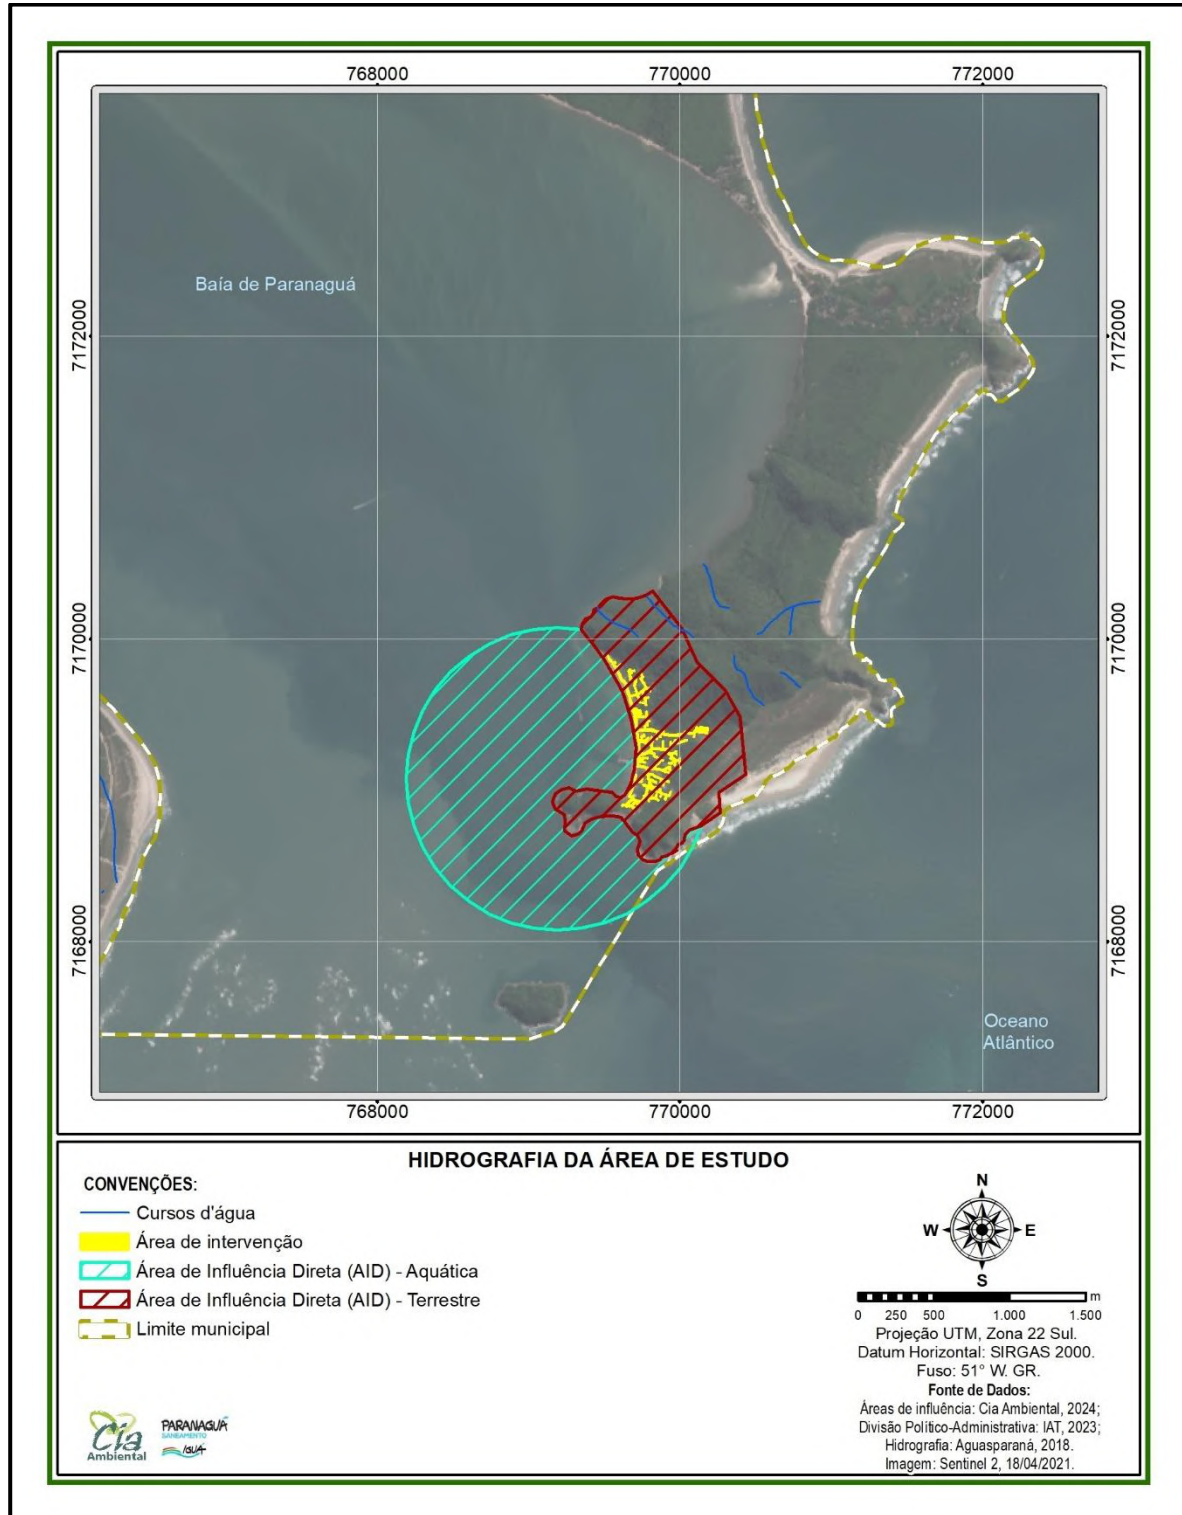 768000 770000 772000
Baía de Paranaguá
7172000 7172000
7170000 7170000
7168000 7168000
Oceano
Atlântico
768000 770000 772000
HIDROGRAFIA DA ÁREA DE ESTUDO
CONVENÇÕES:
Cursos d'água
Área de intervenção
Área de Influência Direta (AID) - Aquática
Área de Influência Direta (AID) - Terrestre
Limite municipal
N
W E
S
m
0 250 500 1.000 1.500
Projeção UTM, Zona 22 Sul.
Datum Horizontal: SIRGAS 2000.
Fuso: 51° W. GR.
Fonte de Dados:
Áreas de influência: Cia Ambiental, 2024;
Divisão Político-Administrativa: IAT, 2023;
Hidrografia: Aguasparaná, 2018.
Imagem: Sentinel 2, 18/04/2021.
Cia
Ambiental
PARANAGUÁ
SANEAMENTO
IGUÁ